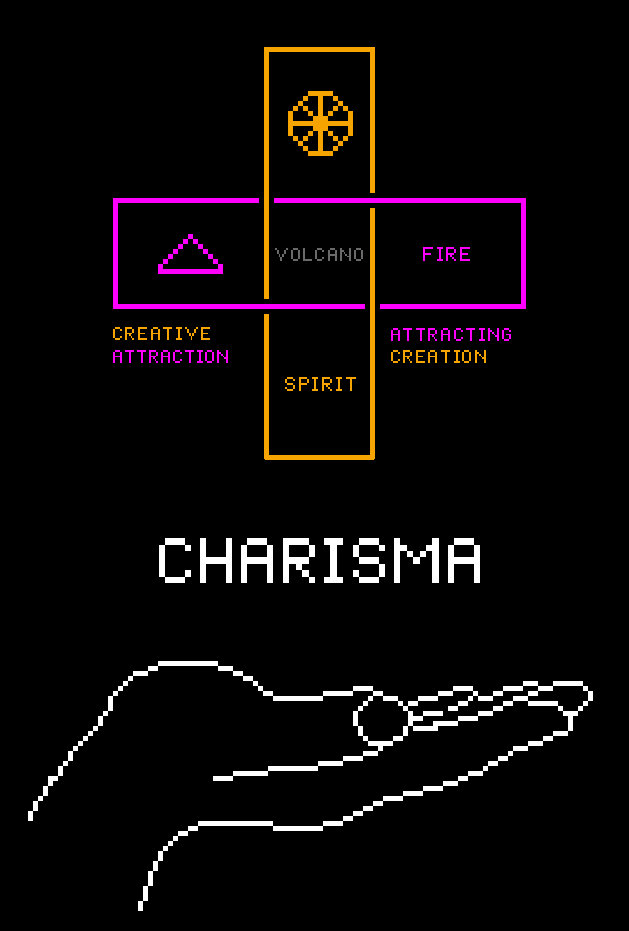 VOLCANO
FIRE
CREATIVE
ATTRACTION
ATTRACTING
CREATION
SPIRIT
CHARISMA